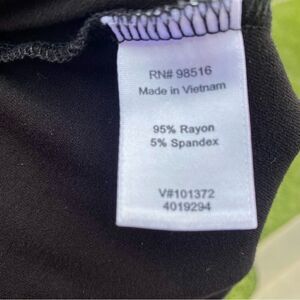 RN# 98516
Made in Vietnam
95% Rayon
5% Spandex
V#101372
4019294